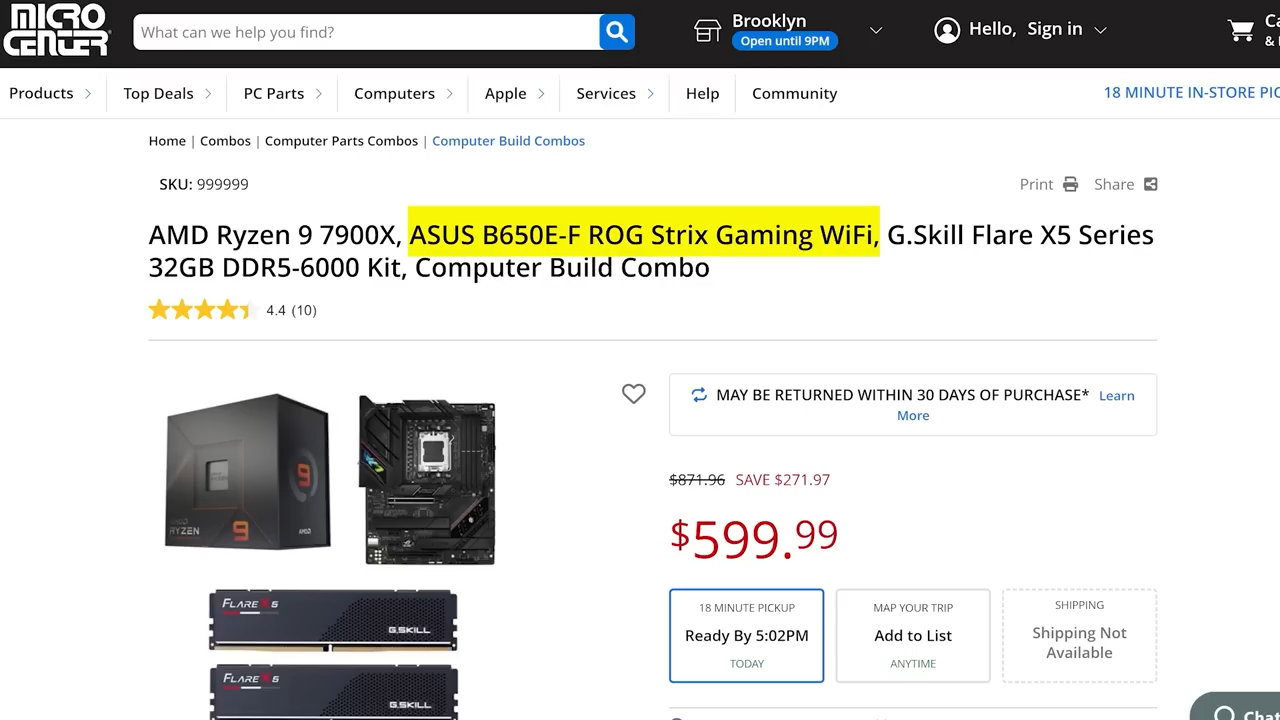 MICRO CENTER
What can we help you find?
Brooklyn
Open until 9PM
Hello, Sign in
Ca
&
Products
Top Deals
PC Parts
Computers
Apple
Services
Help
Community
18 MINUTE IN-STORE PIC
Home | Combos | Computer Parts Combos | Computer Build Combos
SKU: 999999
Print
Share
AMD Ryzen 9 7900X, ASUS B650E-F ROG Strix Gaming WiFi, G.Skill Flare X5 Series
32GB DDR5-6000 Kit, Computer Build Combo
4.4 (10)
MAY BE RETURNED WITHIN 30 DAYS OF PURCHASE* Learn
More
$871.96 SAVE $271.97
$599.99
18 MINUTE PICKUP
Ready By 5:02PM
TODAY
MAP YOUR TRIP
Add to List
ANYTIME
SHIPPING
Shipping Not
Available
9
AMD
RYZEN 9
AMD
FLARE X5
G.SKILL
FLARE X5
G.SKILL
Chat